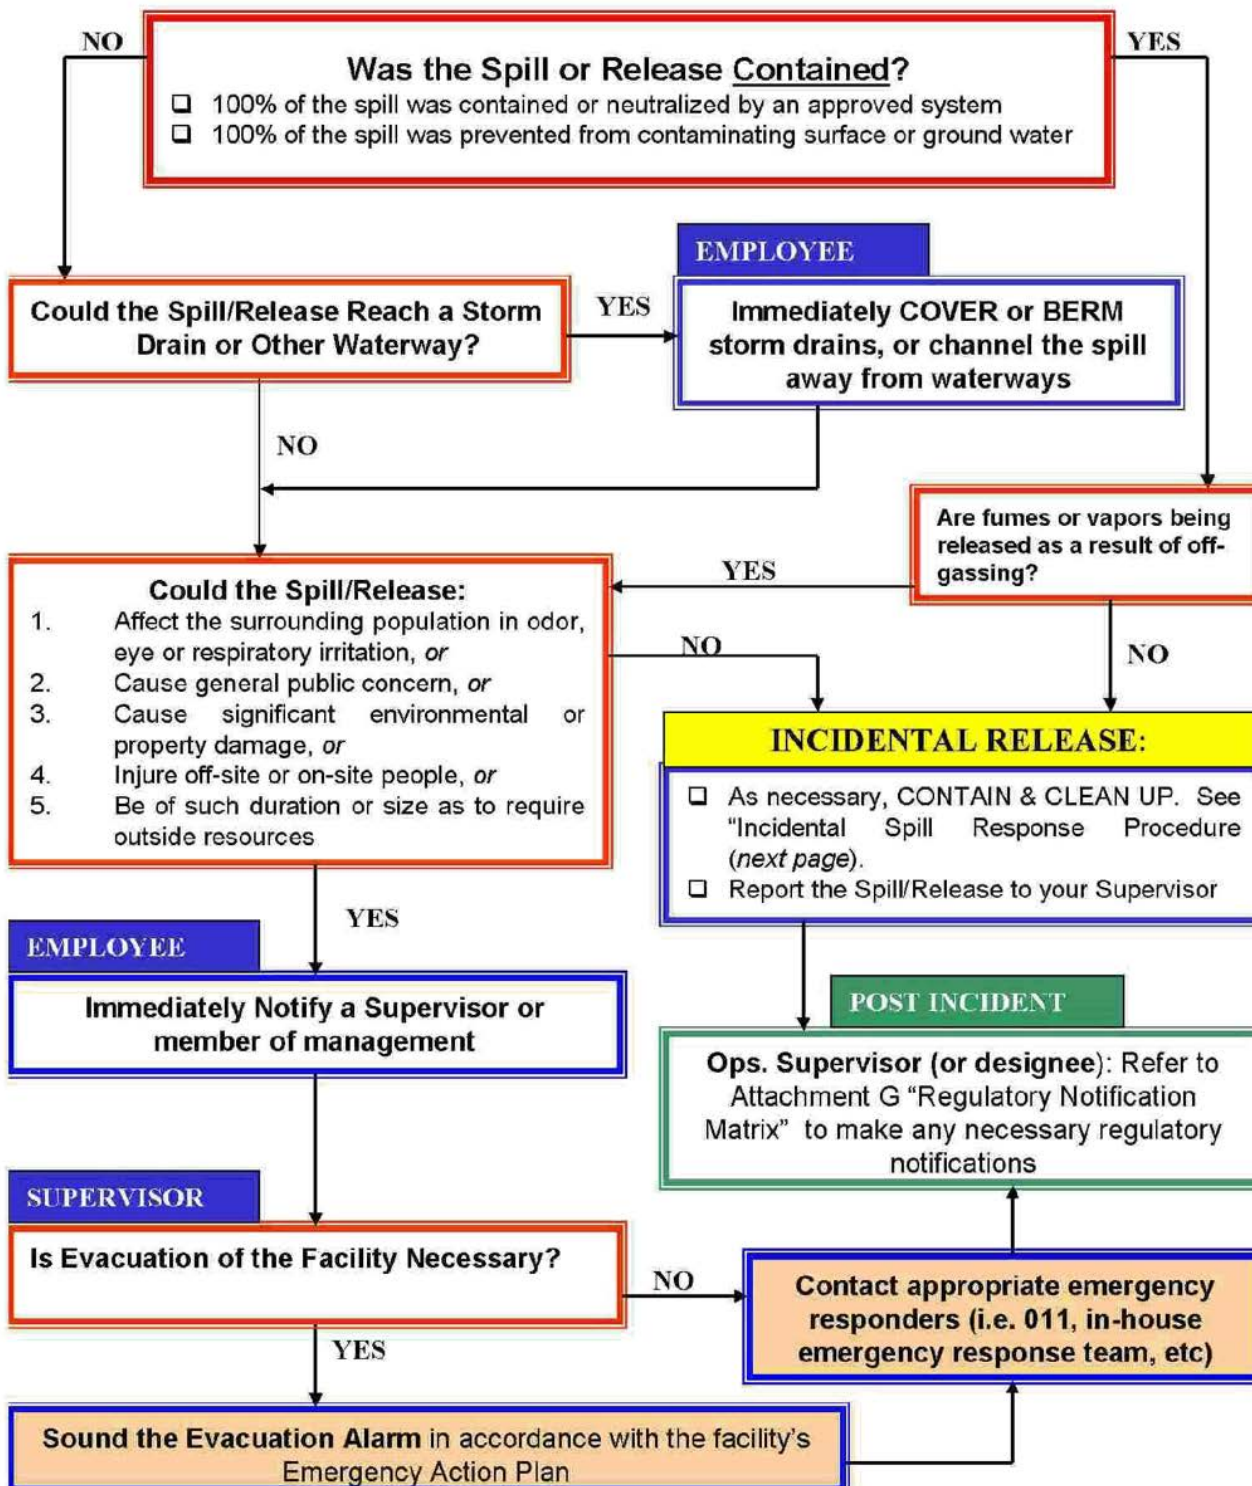 NO
YES
Was the Spill or Release Contained?
❑ 100% of the spill was contained or neutralized by an approved system
❑ 100% of the spill was prevented from contaminating surface or ground water
EMPLOYEE
Could the Spill/Release Reach a Storm
Drain or Other Waterway?
YES
Immediately COVER or BERM
storm drains, or channel the spill
away from waterways
NO
Are fumes or vapors being
released as a result of off-
gassing?
YES
NO
Could the Spill/Release:
1. Affect the surrounding population in odor,
eye or respiratory irritation, or
2. Cause general public concern, or
3. Cause significant environmental or
property damage, or
4. Injure off-site or on-site people, or
5. Be of such duration or size as to require
outside resources
NO
INCIDENTAL RELEASE:
❑ As necessary, CONTAIN & CLEAN UP. See
“Incidental Spill Response Procedure
(next page).
❑ Report the Spill/Release to your Supervisor
YES
EMPLOYEE
Immediately Notify a Supervisor or
member of management
POST INCIDENT
Ops. Supervisor (or designee): Refer to
Attachment G “Regulatory Notification
Matrix” to make any necessary regulatory
notifications
SUPERVISOR
Is Evacuation of the Facility Necessary?
NO
Contact appropriate emergency
responders (i.e. 011, in-house
emergency response team, etc)
YES
Sound the Evacuation Alarm in accordance with the facility’s
Emergency Action Plan